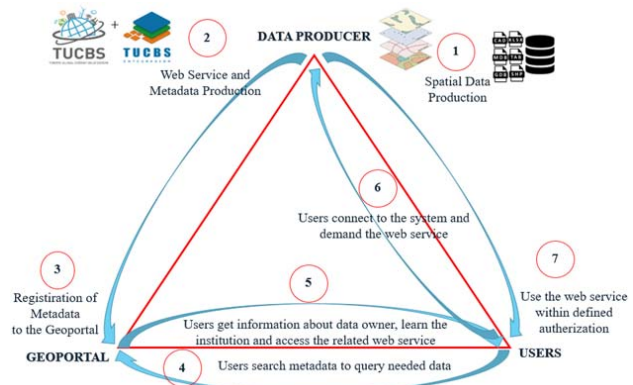 TUCBS
+
TUCBS
2
DATA PRODUCER
1
Web Service and
Metadata Production
Spatial Data
Production
6
Users connect to the system and
demand the web service
3
Registiration of
Metadata
to the Geoportal
5
Users get information about data owner, learn the
institution and access the related web service
7
Use the web service
within defined
autherization
GEOPORTAL
USERS
4
Users search metadata to query needed data